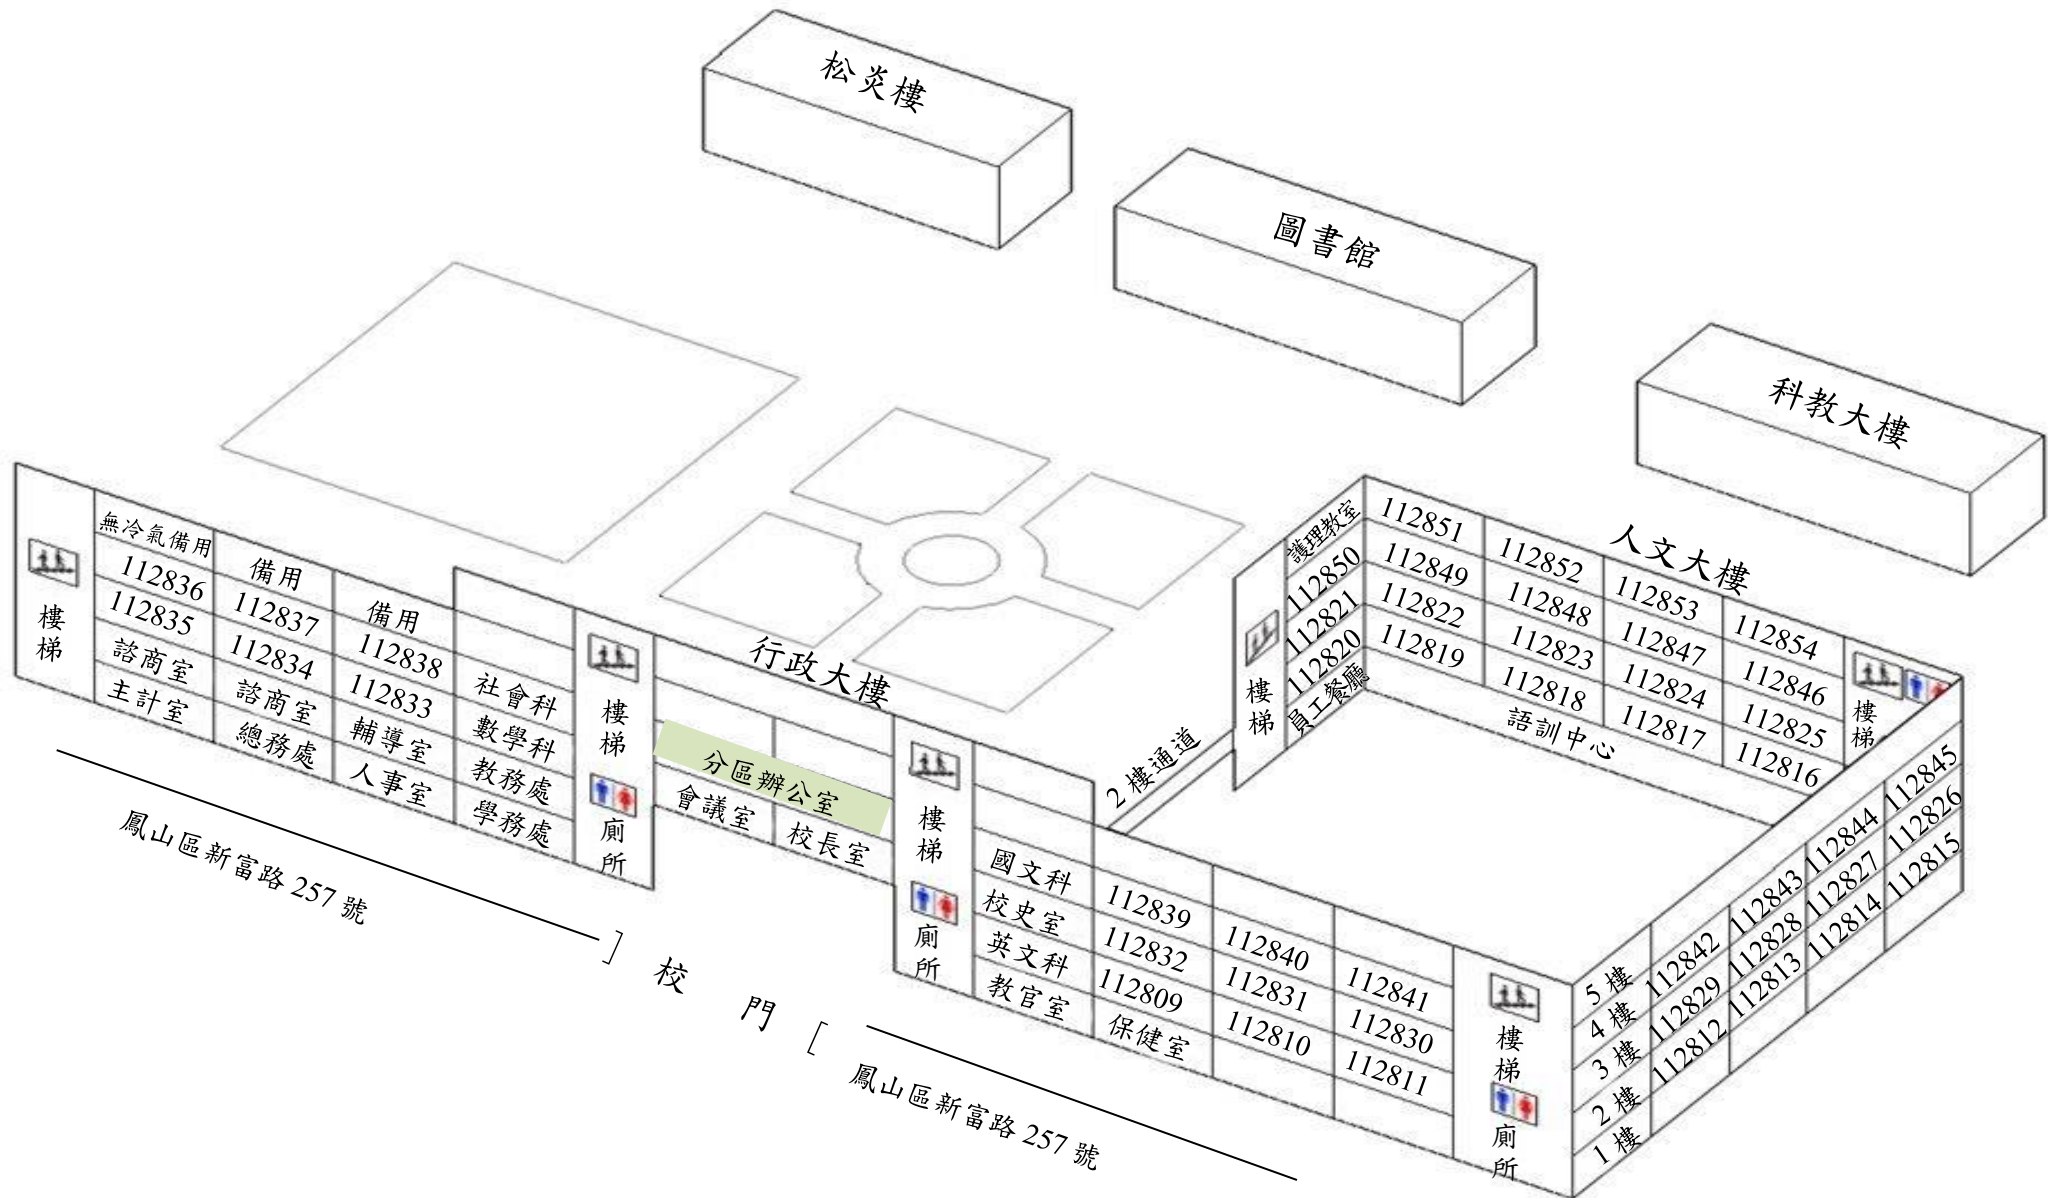 松炎樓
圖書館
科教大樓
人文大樓
行政大樓
樓梯
無冷氣備用
112836
112835
諮商室
主計室
備用
112837
112834
諮商室
總務處
備用
112838
112833
輔導室
人事室
社會科
數學科
教務處
學務處
樓梯
廁所
分區辦公室
會議室
校長室
樓梯
廁所
國文科
校史室
英文科
教官室
112839
112832
112809
保健室
112840
112831
112810
112841
112830
112811
樓梯
廁所
5 樓
4 樓
3 樓
2 樓
1 樓
112842
112829
112812
112843
112828
112813
112844
112827
112814
112845
112826
112815
2 樓通道
樓梯
護理教室
112850
112821
112820
員工餐廳
112851
112849
112822
112819
112852
112848
112823
112818
112853
112847
112824
112817
112854
112846
112825
112816
語訓中心
樓梯
鳳山區新富路 257 號
校門
鳳山區新富路 257 號